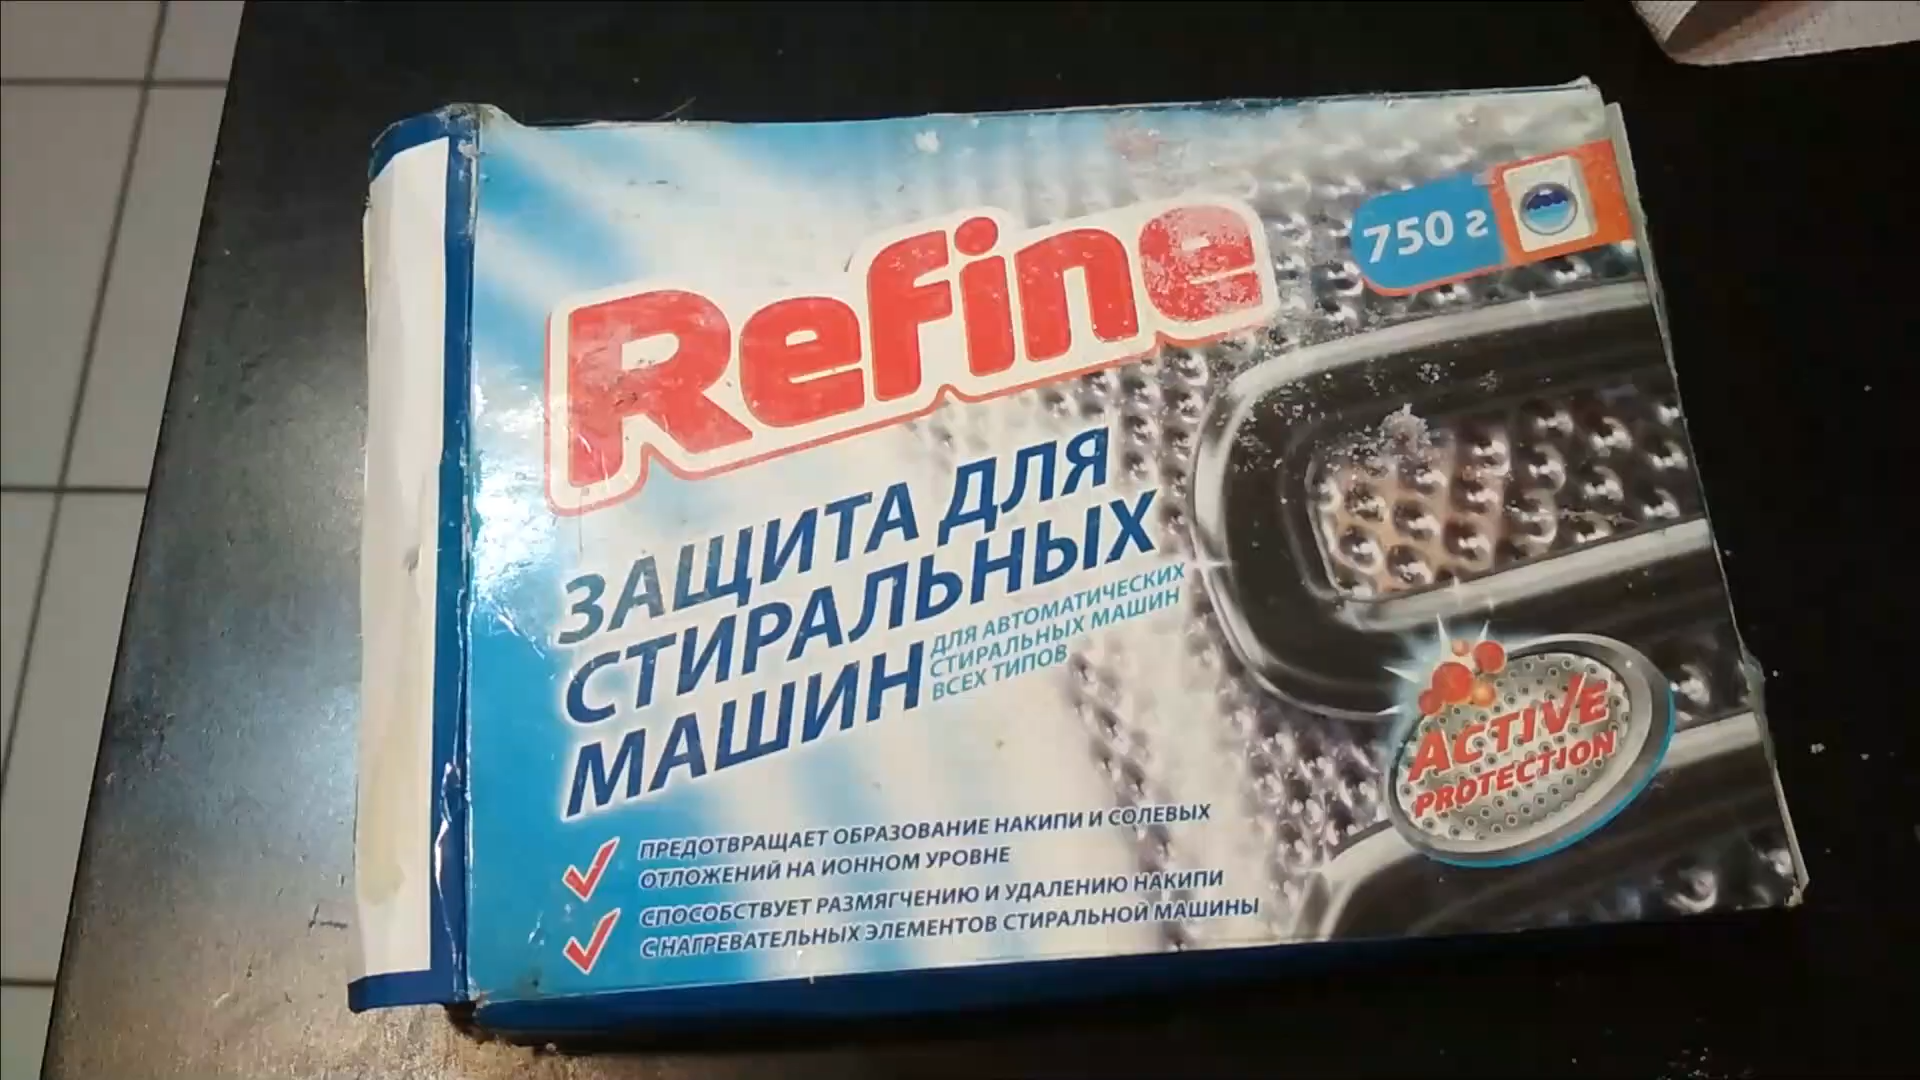 Refine
750 г
ЗАЩИТА ДЛЯ
СТИРАЛЬНЫХ
МАШИН
ДЛЯ АВТОМАТИЧЕСКИХ
СТИРАЛЬНЫХ МАШИН
ВСЕХ ТИПОВ
ACTIVE
PROTECTION
ПРЕДОТВРАЩАЕТ ОБРАЗОВАНИЕ НАКИПИ И СОЛЕВЫХ
ОТЛОЖЕНИЙ НА ИОННОМ УРОВНЕ
СПОСОБСТВУЕТ РАЗМЯГЧЕНИЮ И УДАЛЕНИЮ НАКИПИ
С НАГРЕВАТЕЛЬНЫХ ЭЛЕМЕНТОВ СТИРАЛЬНОЙ МАШИНЫ